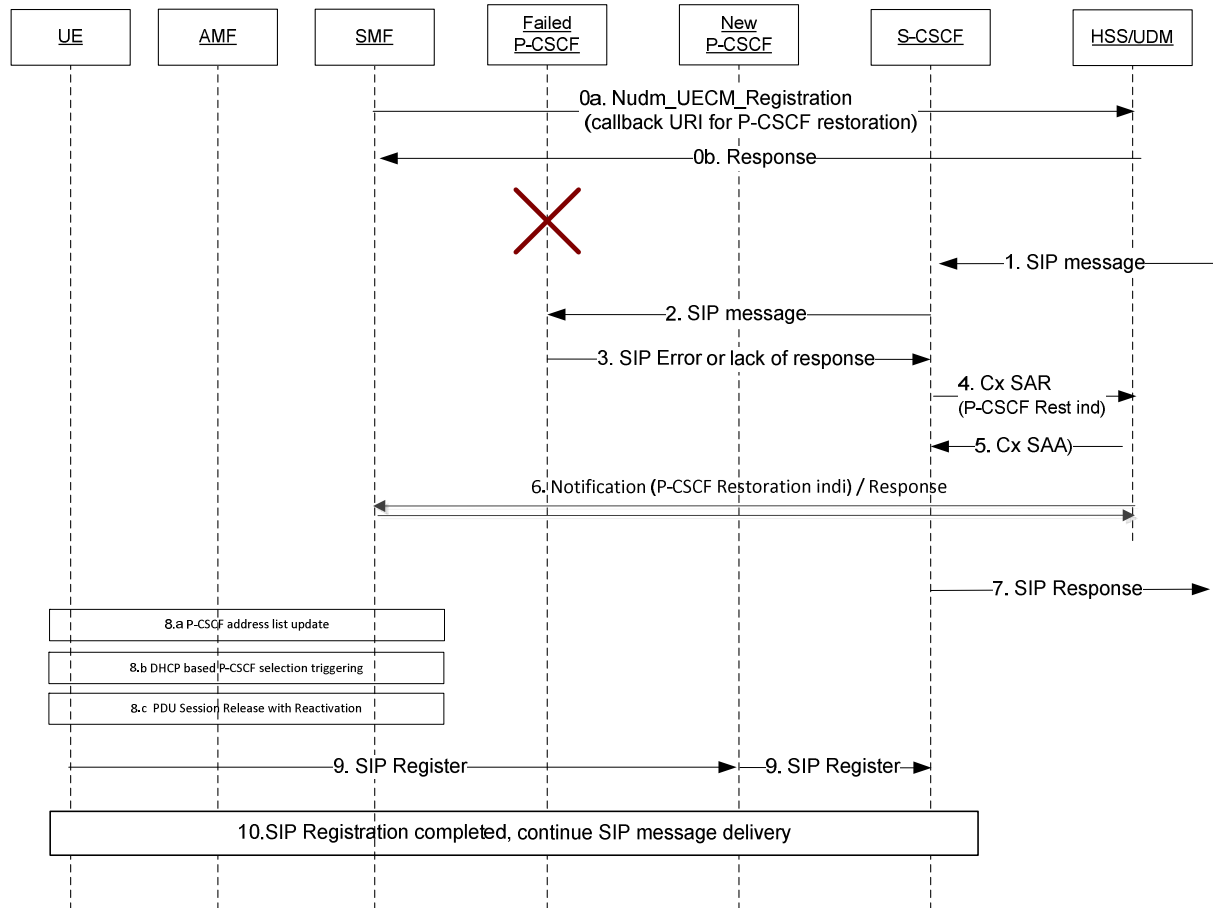 UE
AMF
SMF
Failed
P-CSCF
New
P-CSCF
S-CSCF
HSS/UDM
0a. Nudm_UECM_Registration
(callback URI for P-CSCF restoration)
0b. Response
1. SIP message
2. SIP message
3. SIP Error or lack of response
4. Cx SAR
(P-CSCF Rest ind)
5. Cx SAA)
6. Notification (P-CSCF Restoration indi) / Response
7. SIP Response
8.a P-CSCF address list update
8.b DHCP based P-CSCF selection triggering
8.c PDU Session Release with Reactivation
9. SIP Register
9. SIP Register
10.SIP Registration completed, continue SIP message delivery